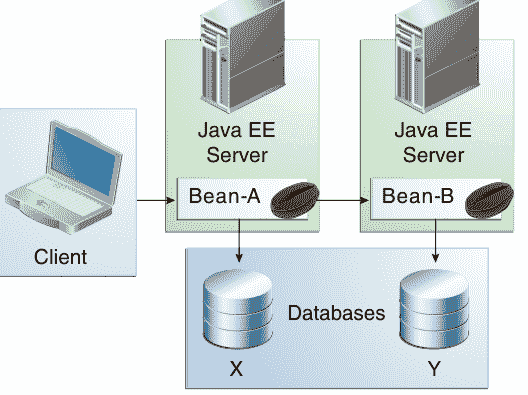 Java EE
Server
Java EE
Server
Bean-A
Bean-B
Client
Databases
X
Y